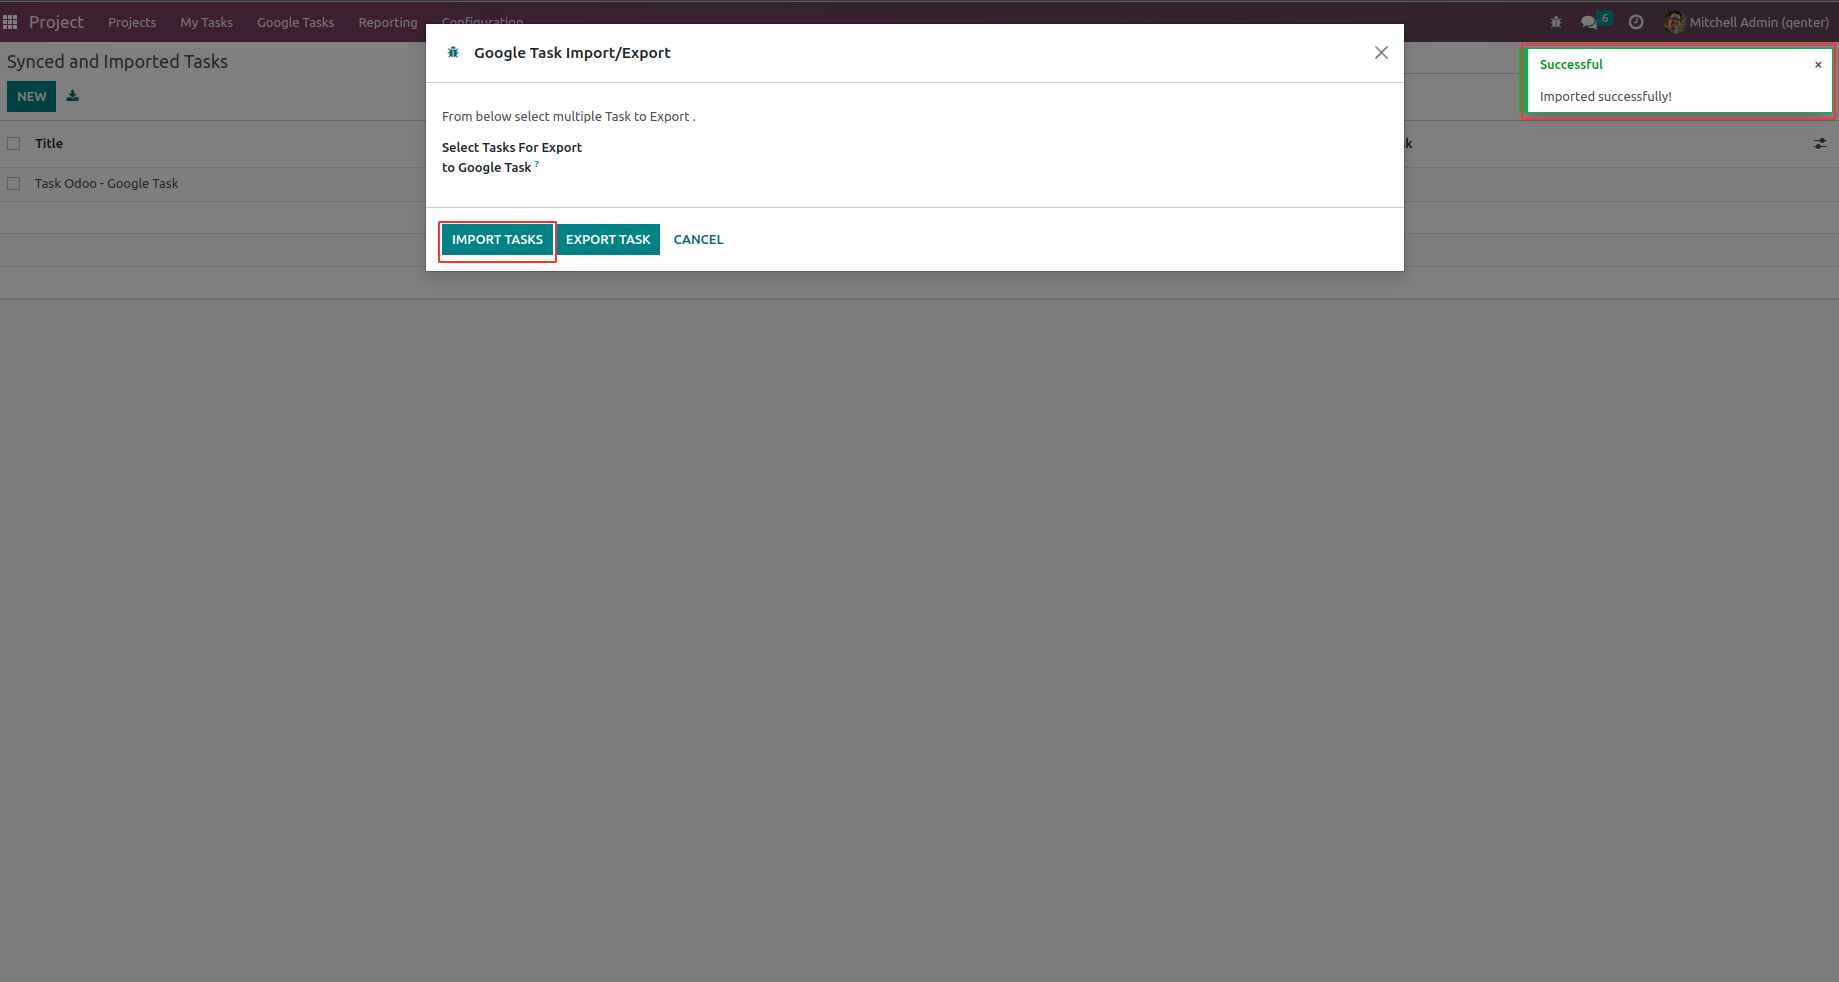 Project Projects My Tasks Google Tasks Reporting Configuration 6 Mitchell Admin (qenter)
Synced and Imported Tasks
NEW
Title
Task Odoo - Google Task
Google Task Import/Export
From below select multiple Task to Export .
Select Tasks For Export
to Google Task ?
IMPORT TASKS EXPORT TASK CANCEL
Successful
Imported successfully!